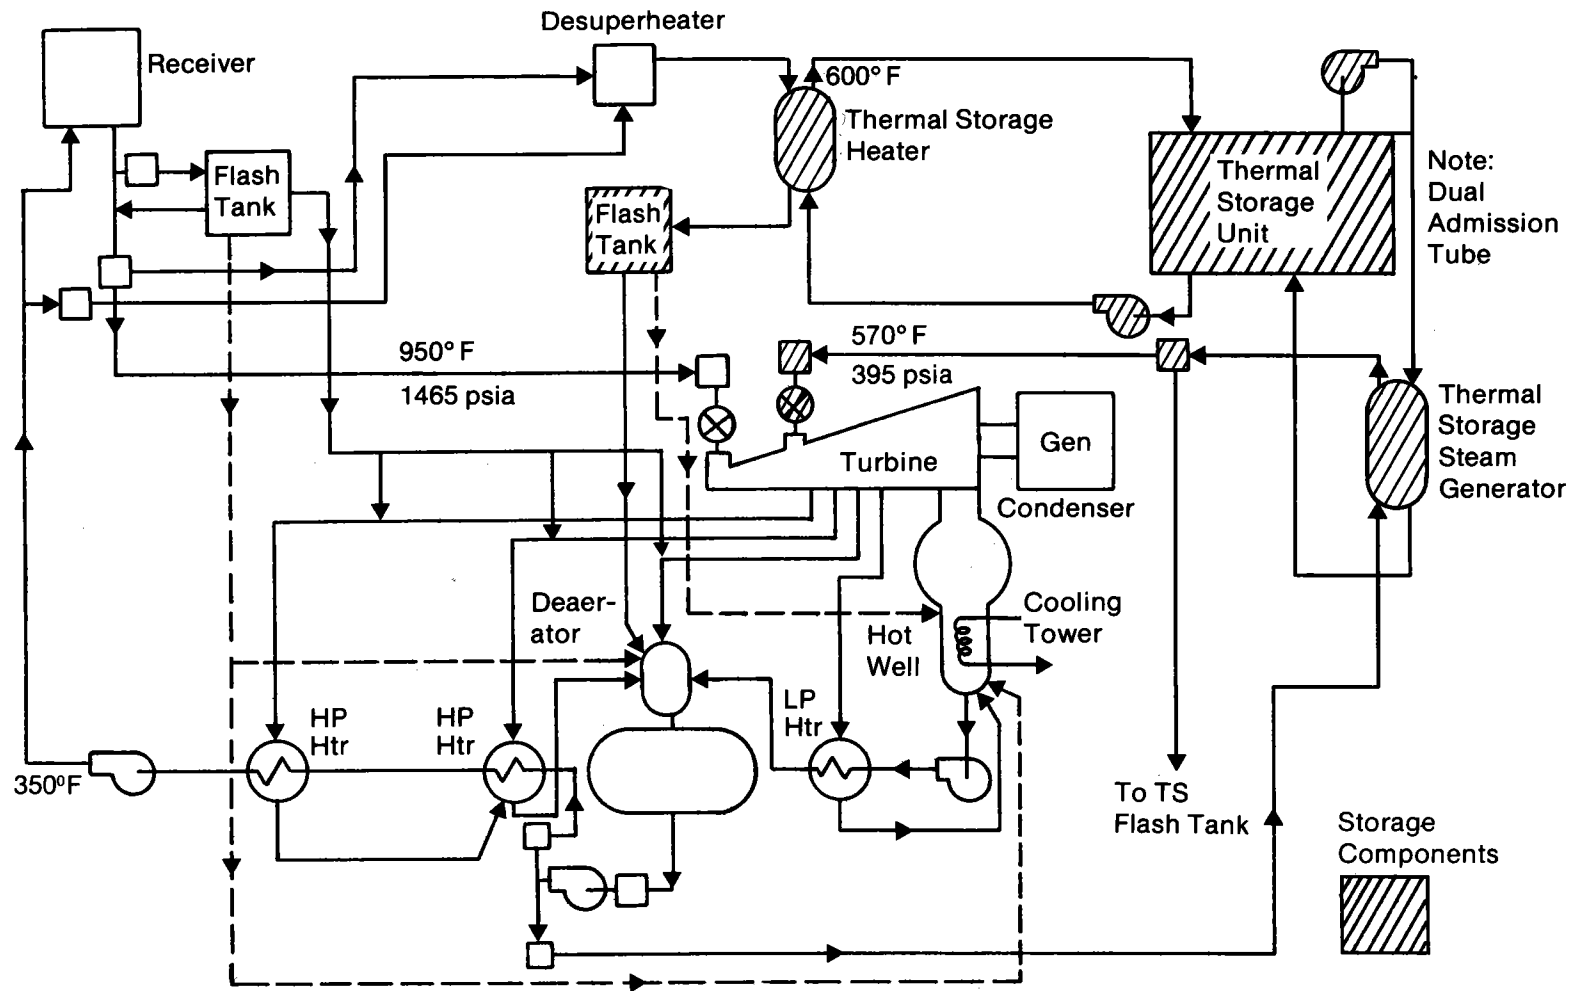 Desuperheater
Receiver
600° F
Thermal Storage
Heater
Flash
Tank
Flash
Tank
Thermal
Storage
Unit
Note:
Dual
Admission
Tube
950° F
1465 psia
570° F
395 psia
Turbine
Gen
Condenser
Thermal
Storage
Steam
Generator
Deaer-
ator
Hot
Well
Cooling
Tower
HP
Htr
HP
Htr
LP
Htr
350°F
To TS
Flash Tank
Storage
Components